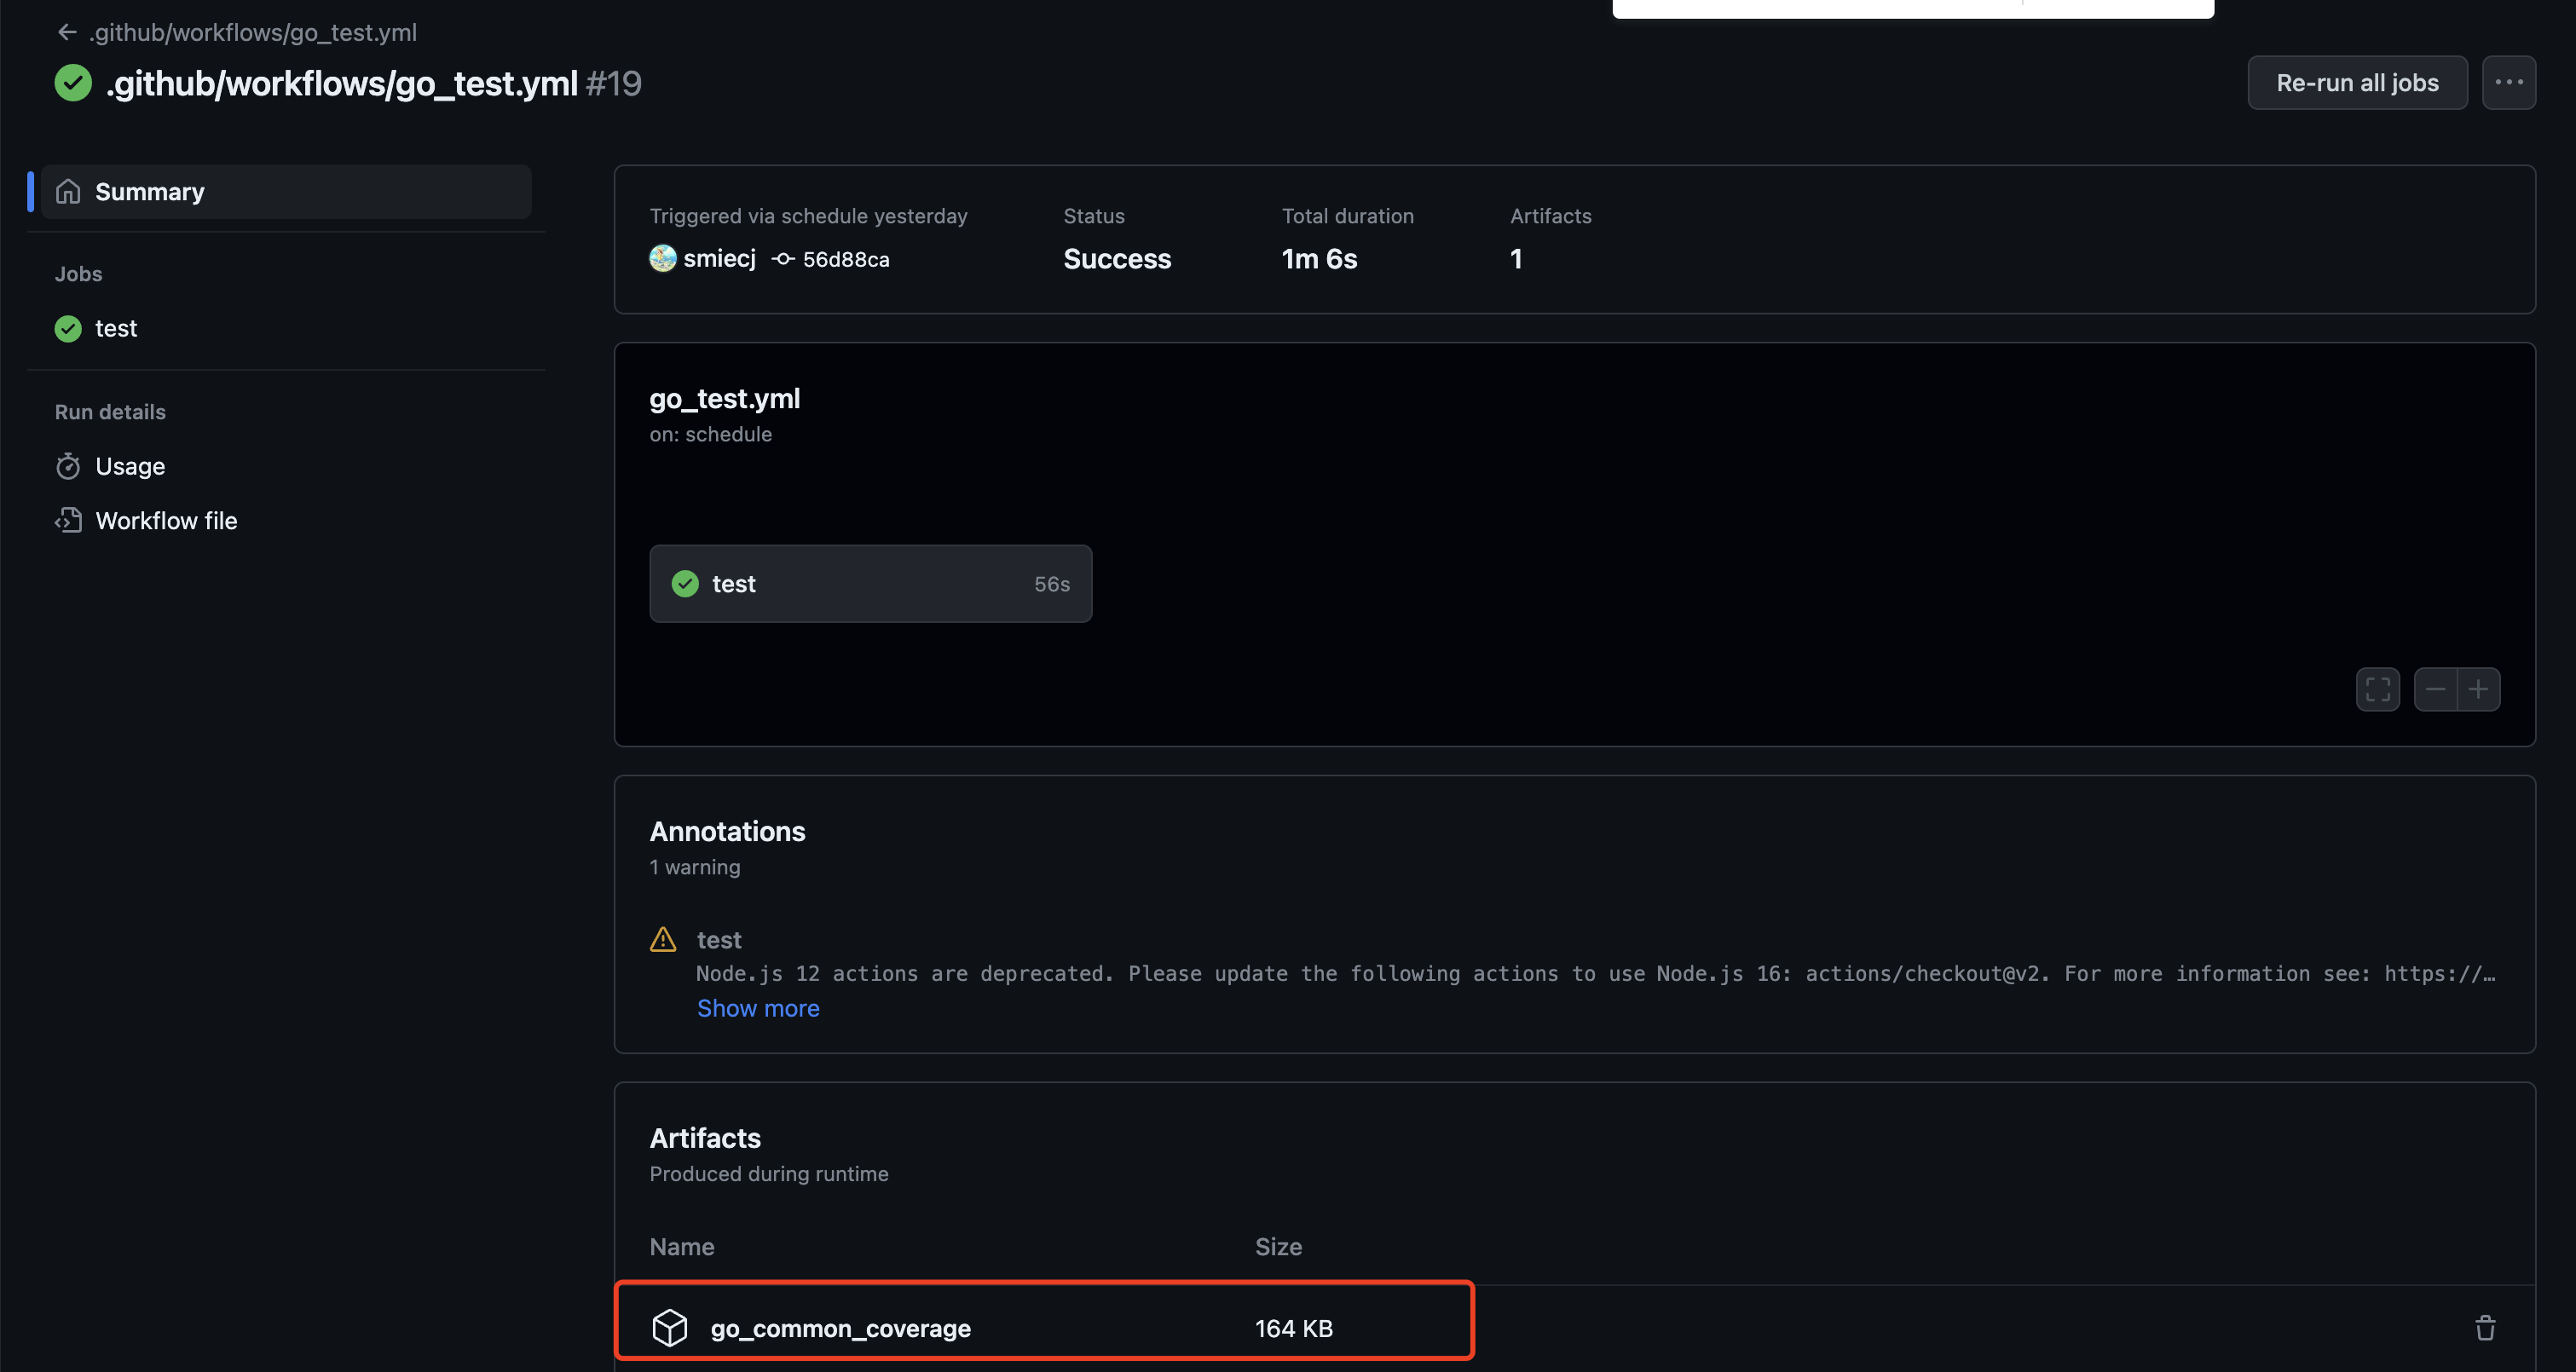 .github/workflows/go_test.yml
.github/workflows/go_test.yml #19
Re-run all jobs
Summary
Jobs
test
Run details
Usage
Workflow file
Triggered via schedule yesterday
smiecj 56d88ca
Status
Success
Total duration
1m 6s
Artifacts
1
go_test.yml
on: schedule
test 56s
Annotations
1 warning
test
Node.js 12 actions are deprecated. Please update the following actions to use Node.js 16: actions/checkout@v2. For more information see: https://…
Show more
Artifacts
Produced during runtime
Name Size
go_common_coverage 164 KB